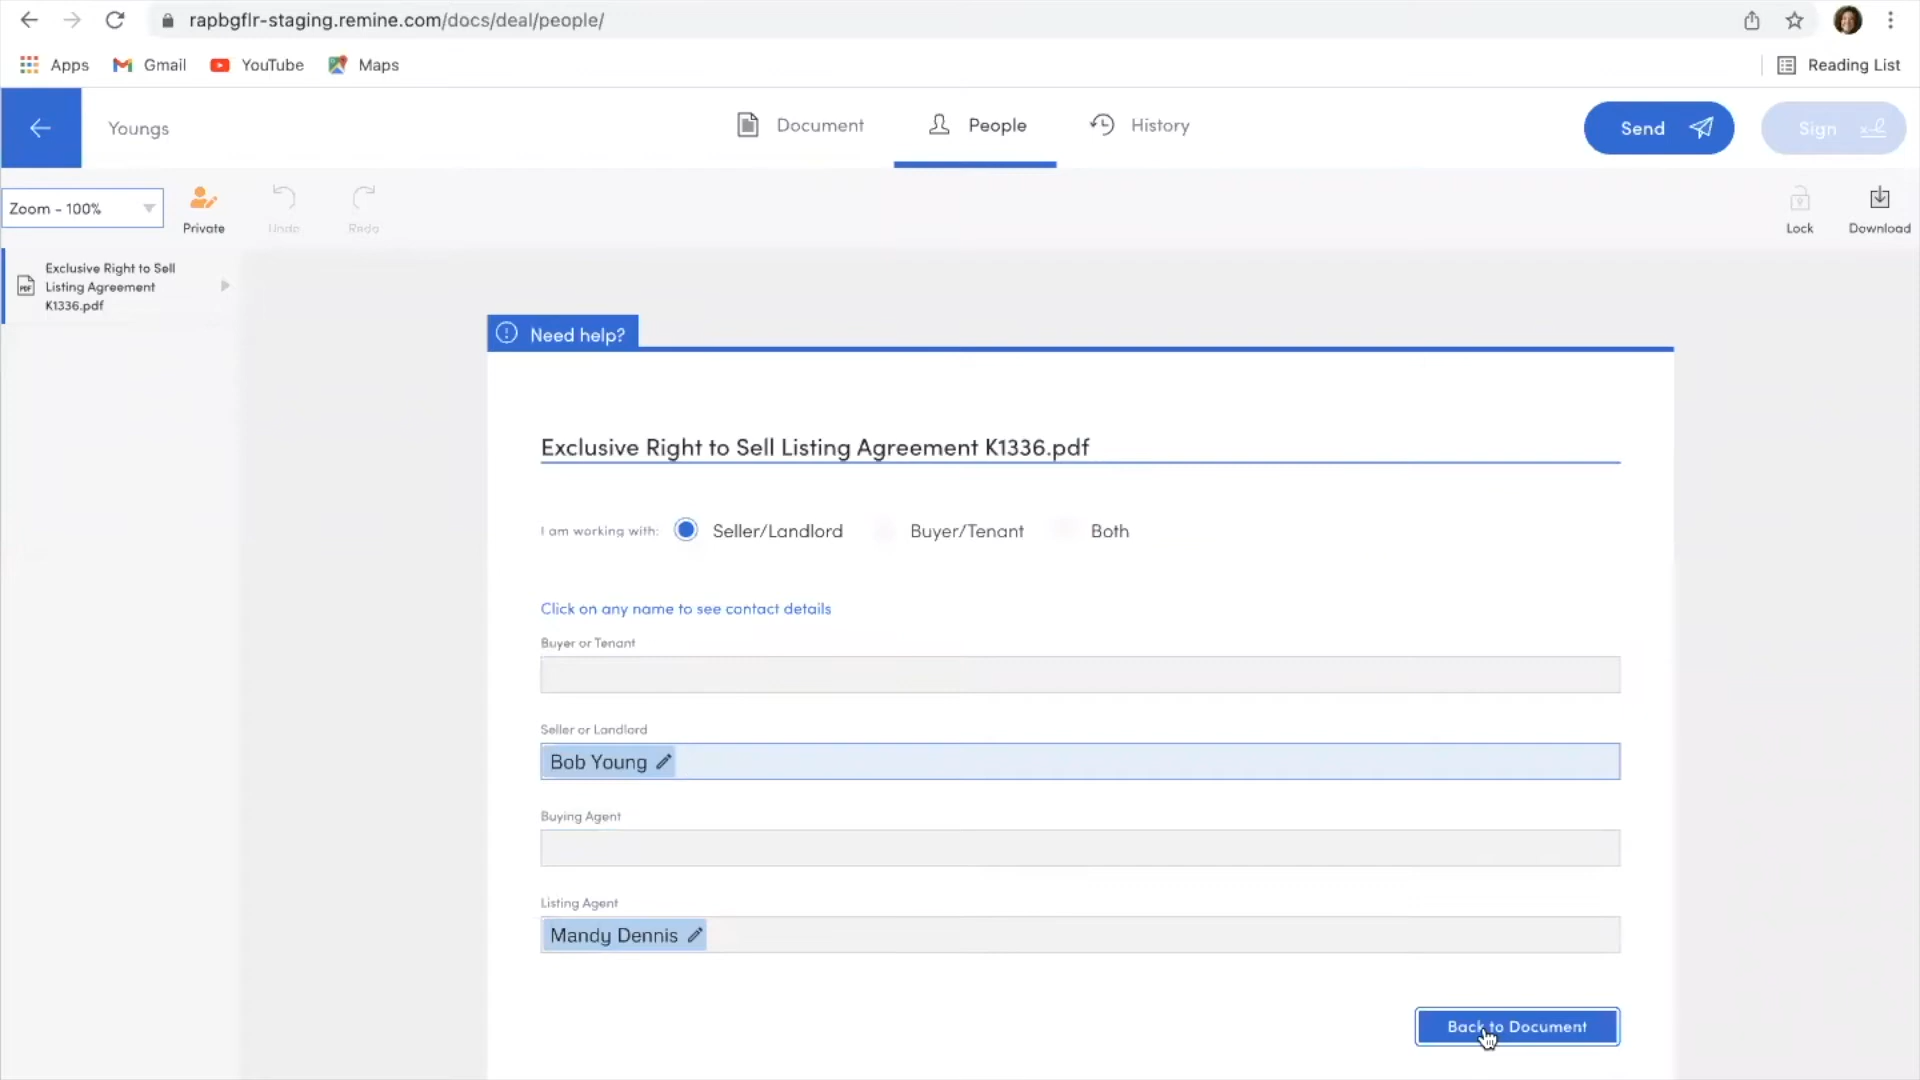 rapbgflr-staging.remine.com/docs/deal/people/
Apps Gmail YouTube Maps Reading List
Youngs Document People History Send Sign
Zoom - 100% Private Undo Redo Lock Download
Exclusive Right to Sell
Listing Agreement
K1336.pdf
Need help?
Exclusive Right to Sell Listing Agreement K1336.pdf
I am working with: Seller/Landlord Buyer/Tenant Both
Click on any name to see contact details
Buyer or Tenant
Seller or Landlord
Bob Young
Buying Agent
Listing Agent
Mandy Dennis
Back to Document